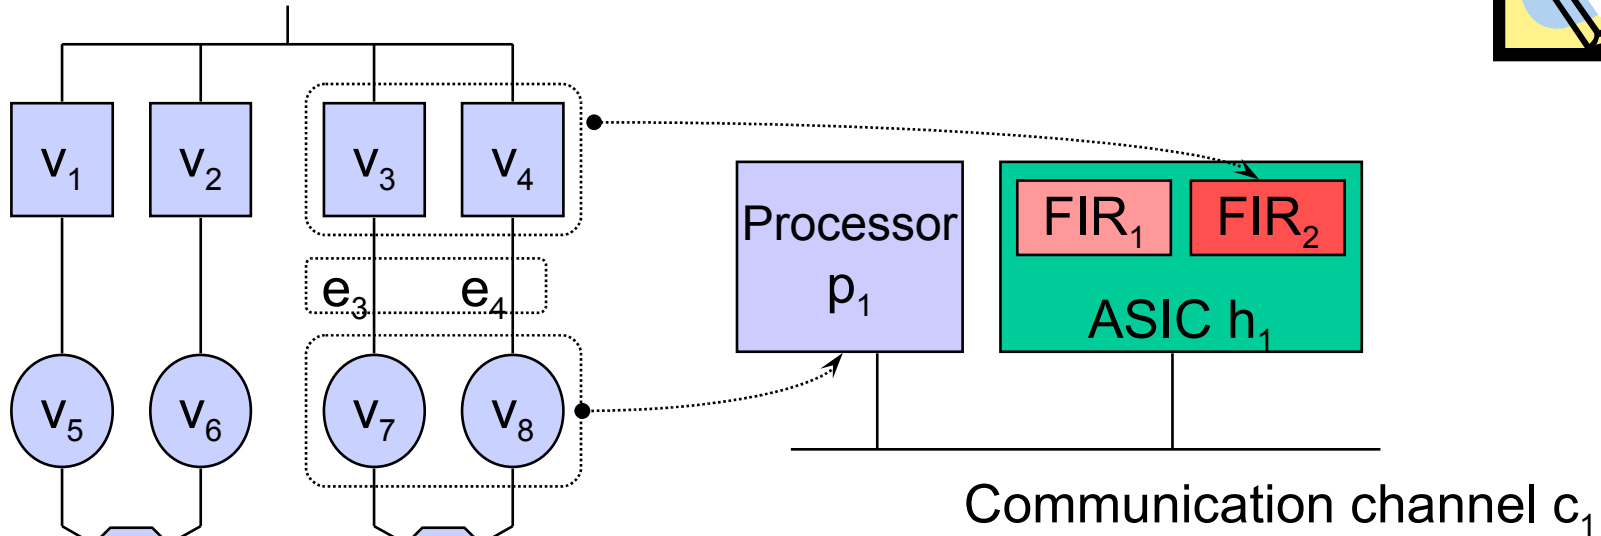 v₁ v₂ v₃ v₄
FIR₁ FIR₂
Processor
p₁
e₃ e₄
ASIC h₁
v₅ v₆ v₇ v₈
Communication channel c₁